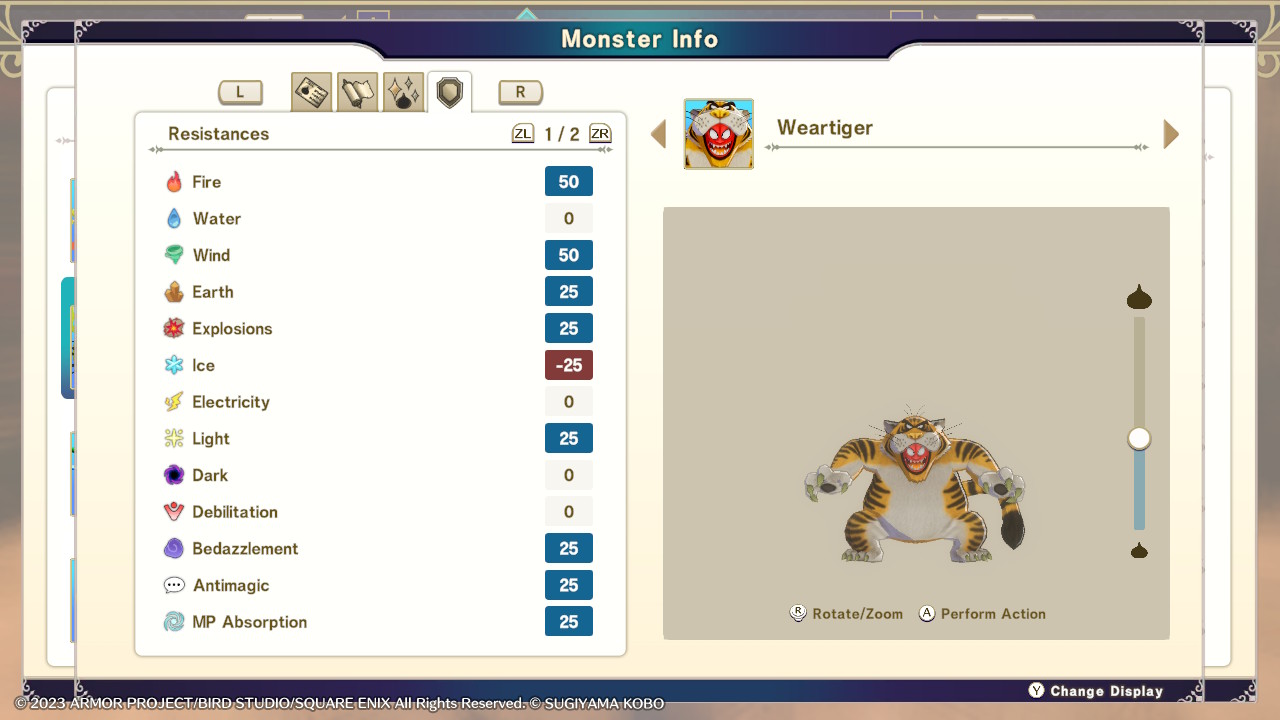 Monster Info
L
R
Resistances
ZL 1 / 2 ZR
Fire 50
Water 0
Wind 50
Earth 25
Explosions 25
Ice -25
Electricity 0
Light 25
Dark 0
Debilitation 0
Bedazzlement 25
Antimagic 25
MP Absorption 25
Weartiger
R Rotate/Zoom A Perform Action
Y Change Display
© 2023 ARMOR PROJECT/BIRD STUDIO/SQUARE ENIX All Rights Reserved. © SUGIYAMA KOBO